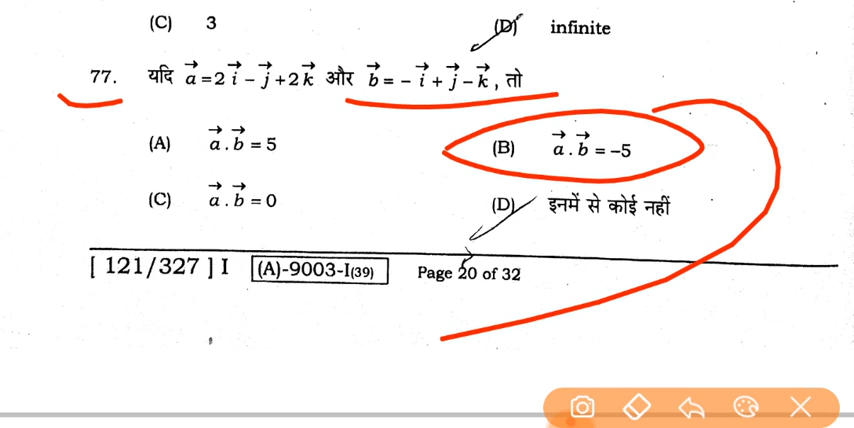 (C) 3 (D) infinite
77. यदि a⃗=2i⃗−j⃗+2k⃗ और b⃗=−i⃗+j⃗−k⃗, तो
(A) a⃗.b⃗=5 (B) a⃗.b⃗=−5
(C) a⃗.b⃗=0 (D) इनमें से कोई नहीं
[ 121/327 ] I (A)-9003-I(39) Page 20 of 32